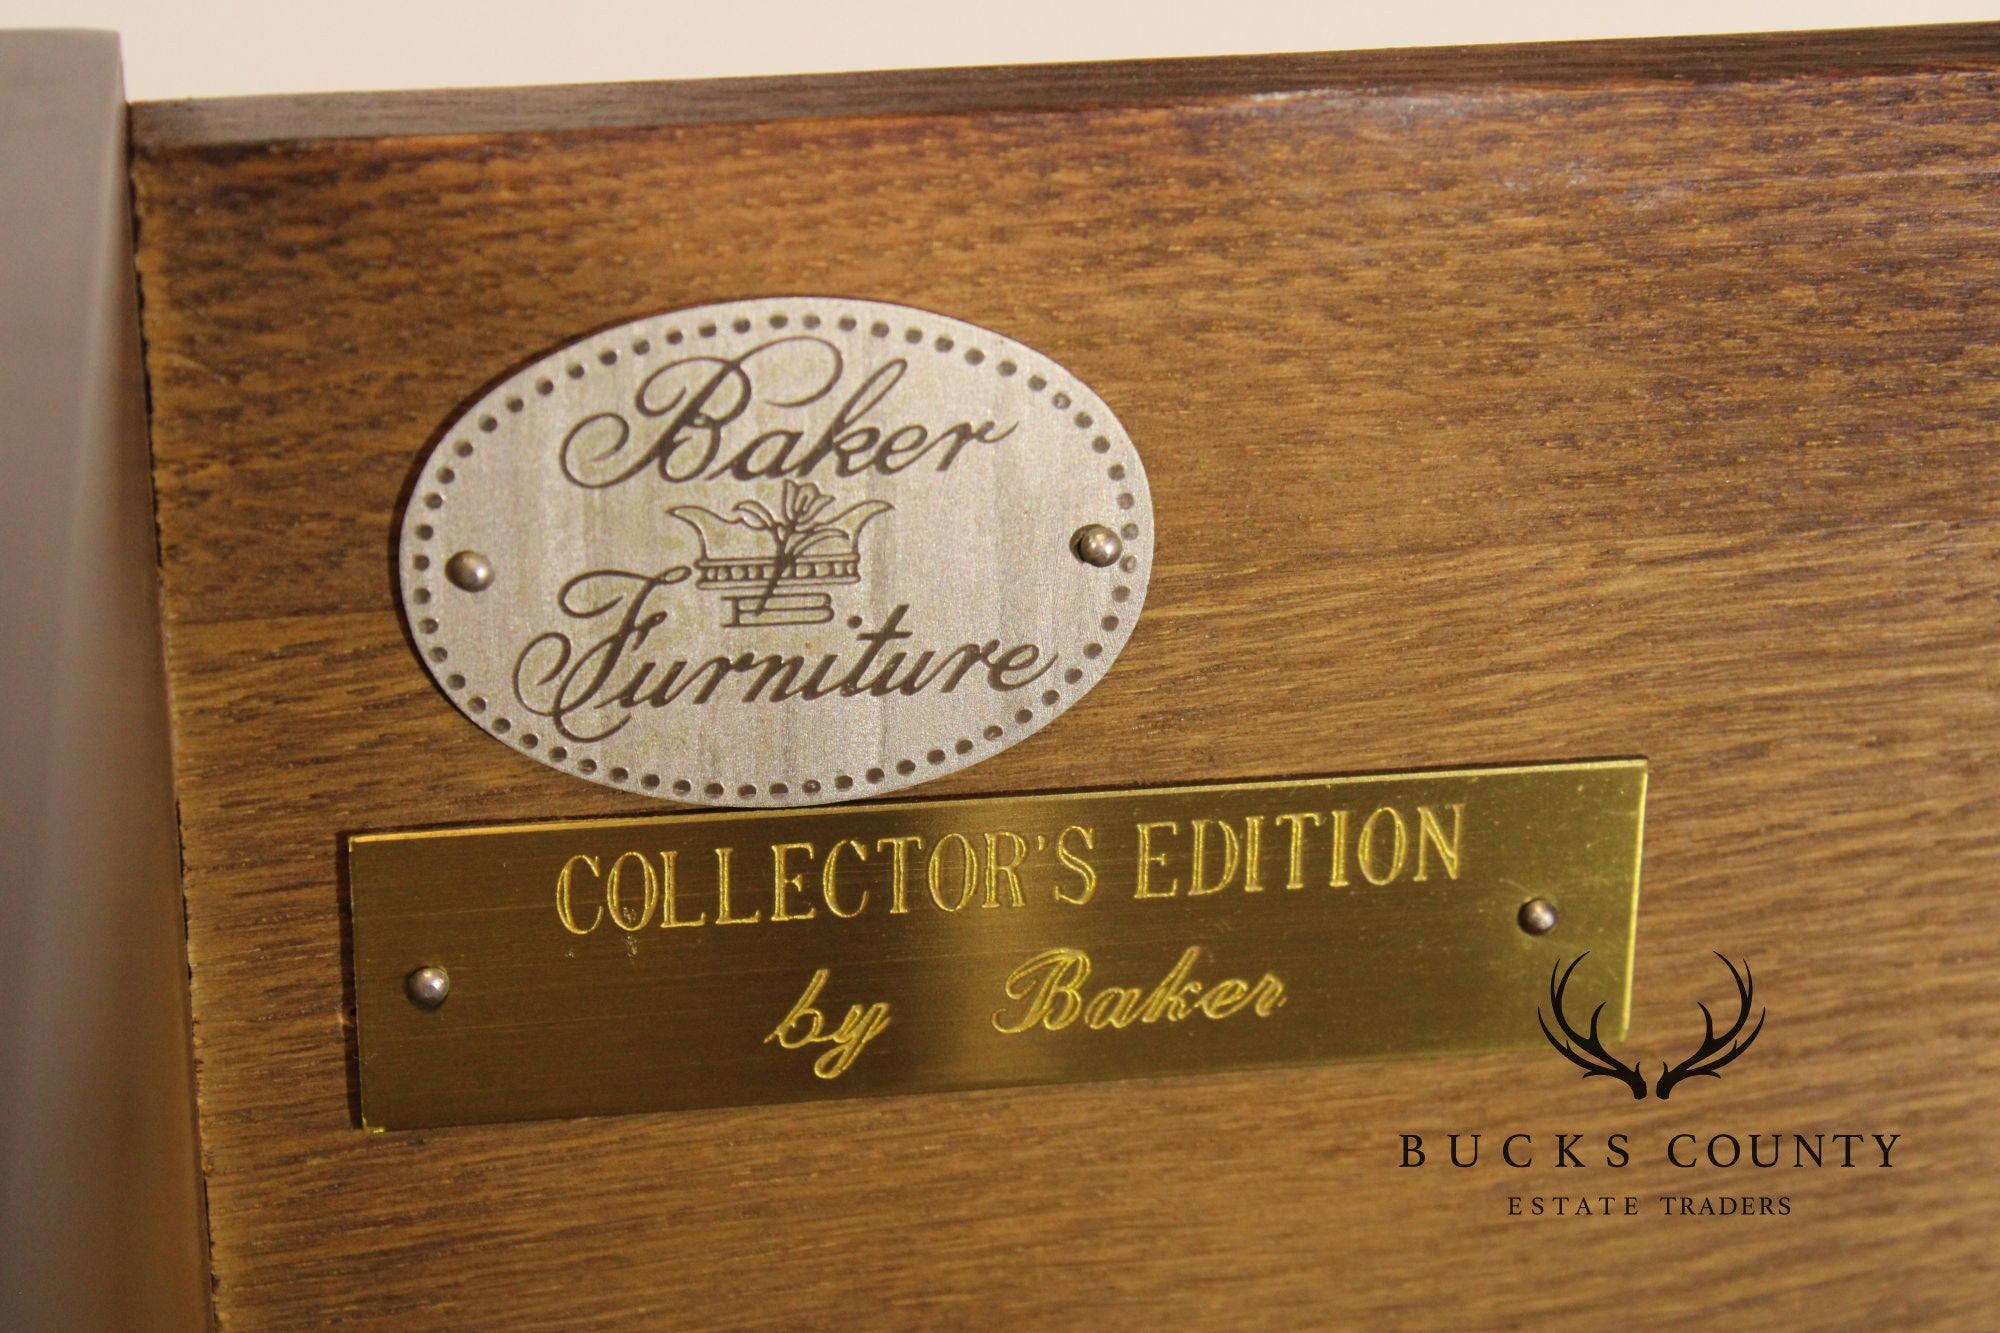 Baker
Furniture
COLLECTOR'S EDITION
by Baker
BUCKS COUNTY
ESTATE TRADERS